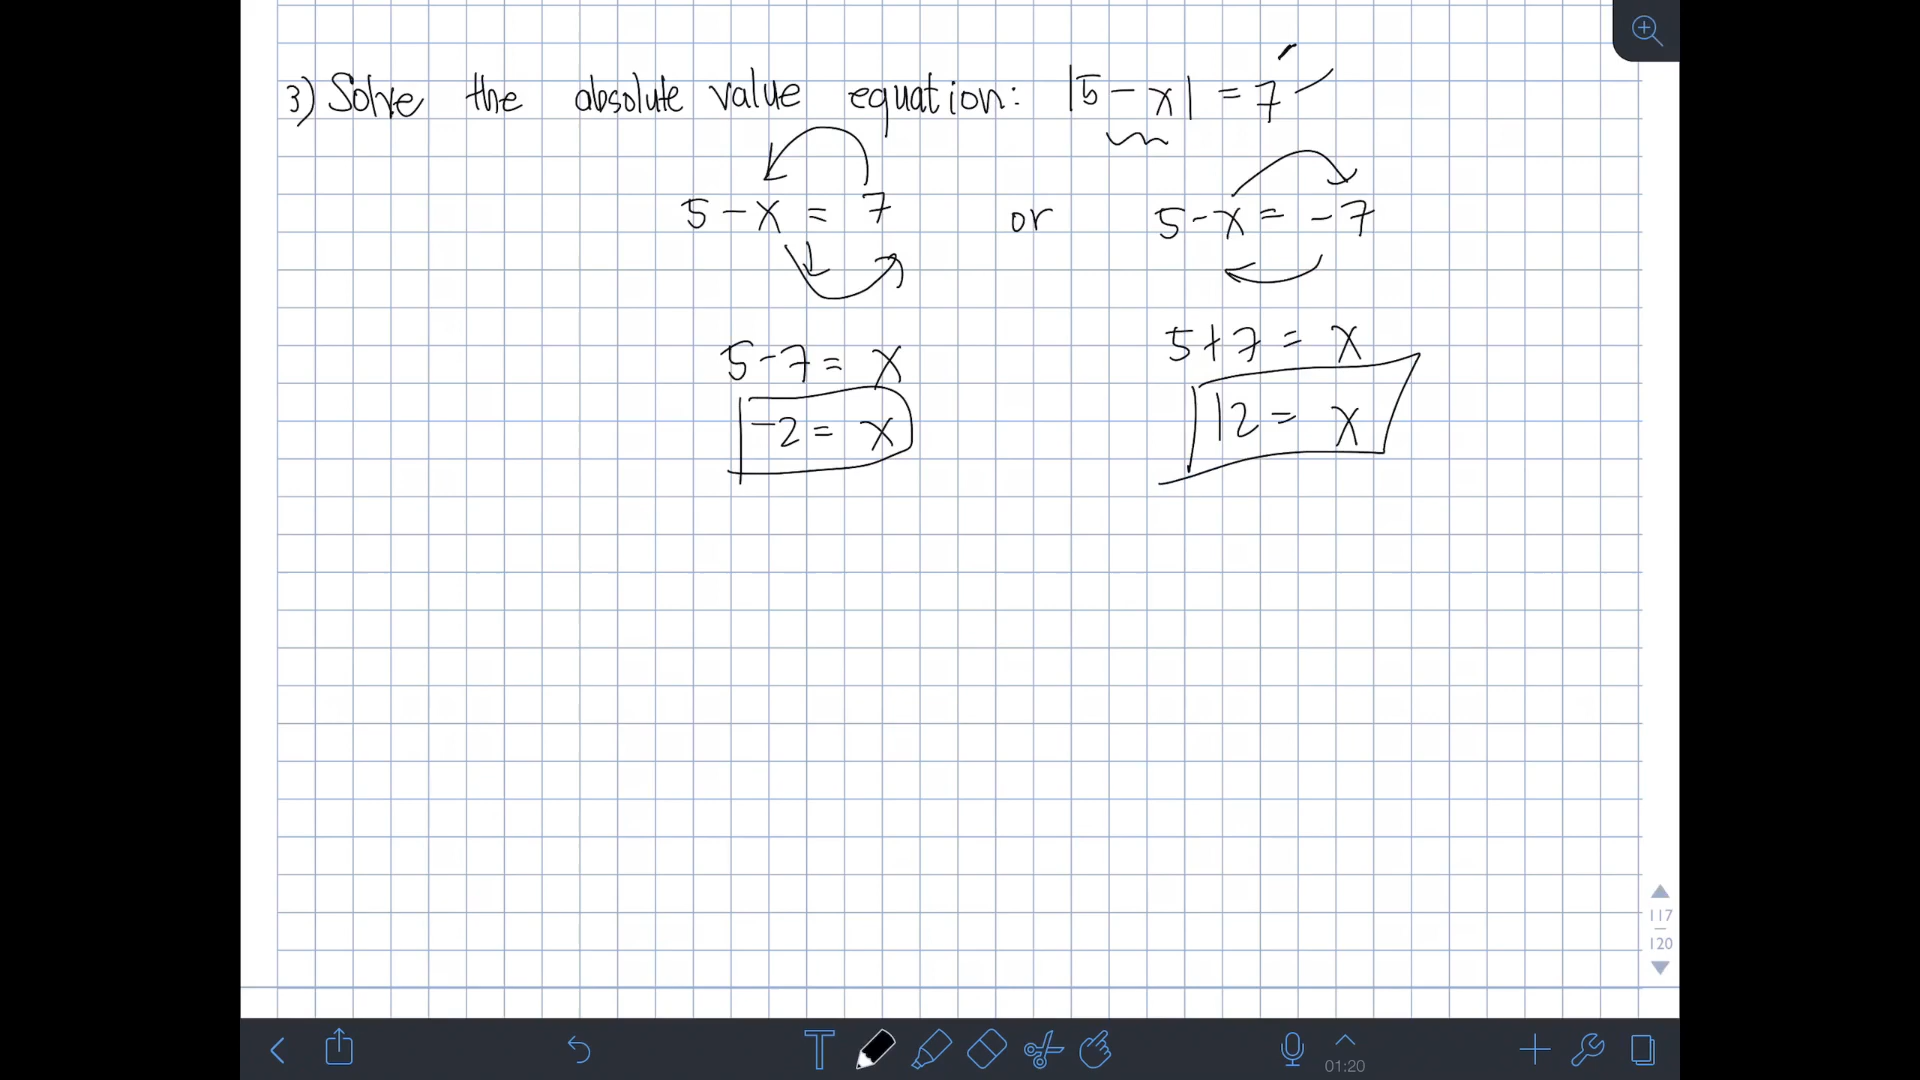 3) Solve the absolute value equation: |5 - x| = 7
5 - x = 7 or 5 - x = -7
5 - 7 = x 5 + 7 = x
-2 = x 12 = x
117
120
T
01:20